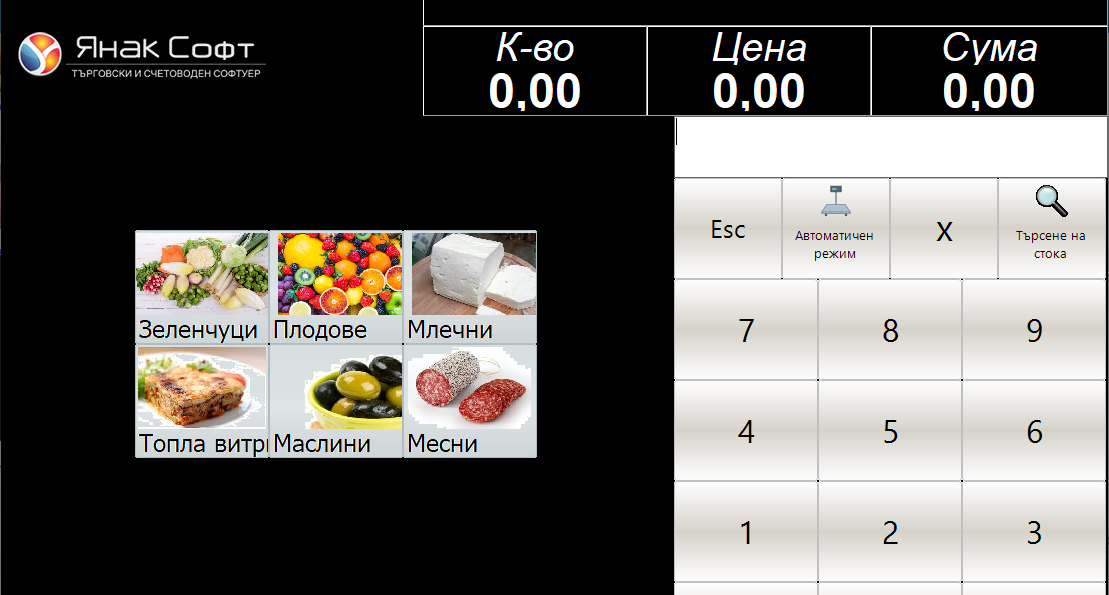 Янак Софт
ТЪРГОВСКИ И СЧЕТОВОДЕН СОФТУЕР
К-во Цена Сума
0,00 0,00 0,00
Esc
Автоматичен
режим
X
Търсене на
стока
Зеленчуци Плодове Млечни
Топла витр Маслини Месни
7 8 9
4 5 6
1 2 3